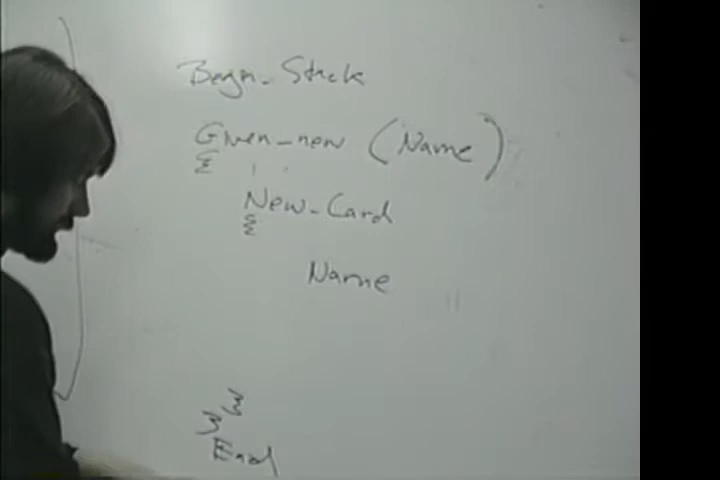 Begin_Stack
Given_new (Name)
{
New_Card
{
Name
}
}
End